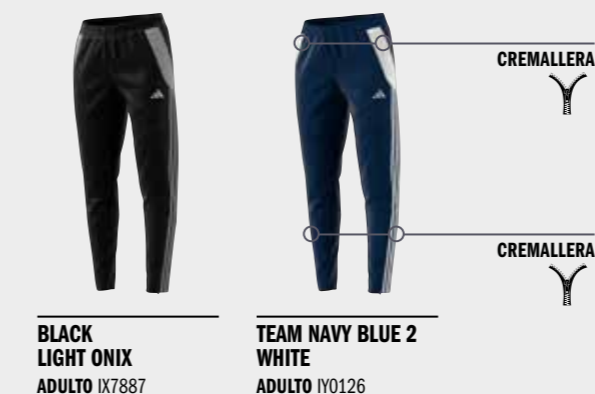 CREMALLERA
CREMALLERA
BLACK
LIGHT ONIX
ADULTO IX7887
TEAM NAVY BLUE 2
WHITE
ADULTO IY0126